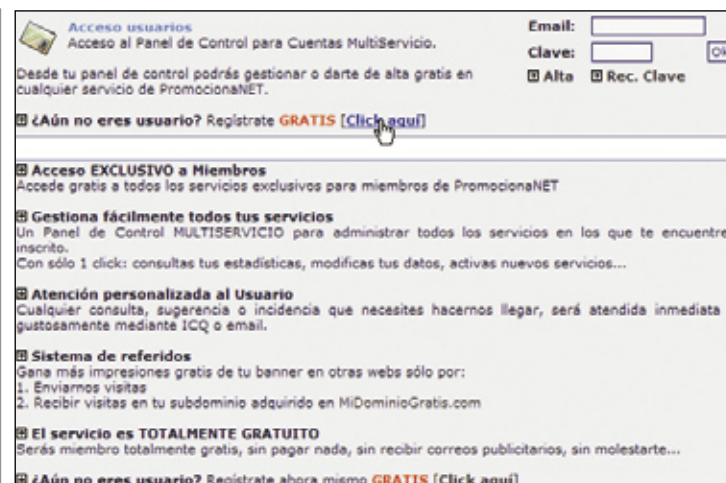 Acceso usuarios
Acceso al Panel de Control para Cuentas MultiServicio.
Email:
Clave:
Alta Rec. Clave
Desde tu panel de control podrás gestionar o darte de alta gratis en
cualquier servicio de PromocionaNET.
¿Aún no eres usuario? Regístrate GRATIS [Click aquí]
Acceso EXCLUSIVO a Miembros
Accede gratis a todos los servicios exclusivos para miembros de PromocionaNET
Gestiona fácilmente todos tus servicios
Un Panel de Control MULTISERVICIO para administrar todos los servicios en los que te encuentre
inscrito.
Con sólo 1 click: consultas tus estadísticas, modificas tus datos, activas nuevos servicios...
Atención personalizada al Usuario
Cualquier consulta, sugerencia o incidencia que necesites hacernos llegar, será atendida inmediata
gustosamente mediante ICQ o email.
Sistema de referidos
Gana más impresiones gratis de tu banner en otras webs sólo por:
1. Enviarnos visitas
2. Recibir visitas en tu subdominio adquirido en MiDominioGratis.com
El servicio es TOTALMENTE GRATUITO
Serás miembro totalmente gratis, sin pagar nada, sin recibir correos publicitarios, sin molestarte...
¿Aún no eres usuario? Regístrate ahora mismo GRATIS [Click aquí]